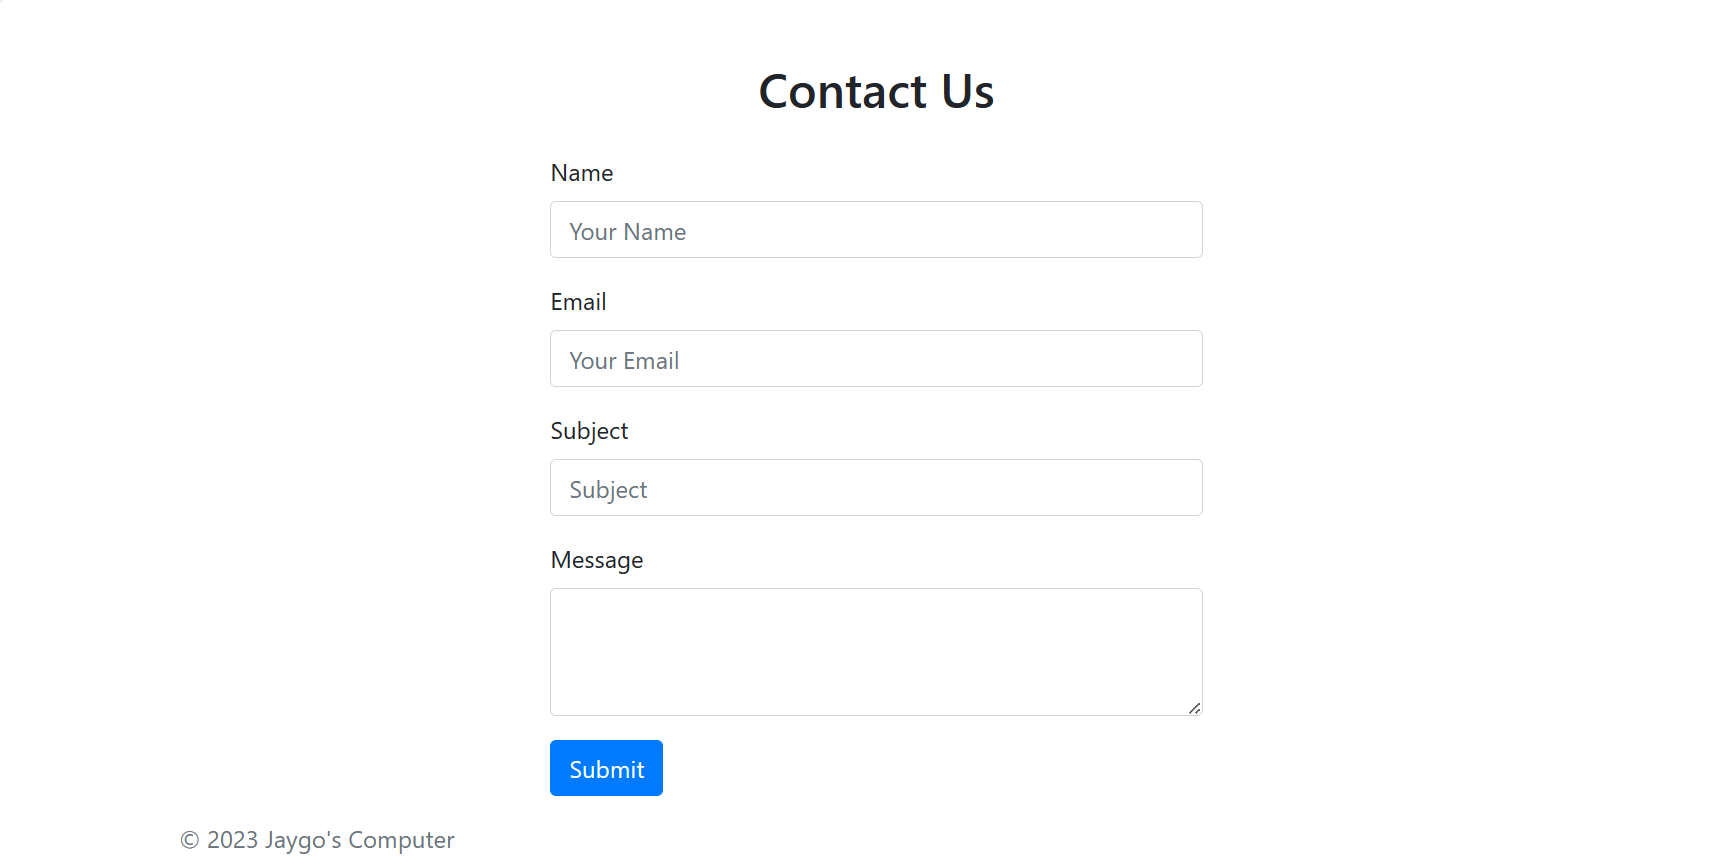 Contact Us
Name
Your Name
Email
Your Email
Subject
Subject
Message
Submit
© 2023 Jaygo's Computer